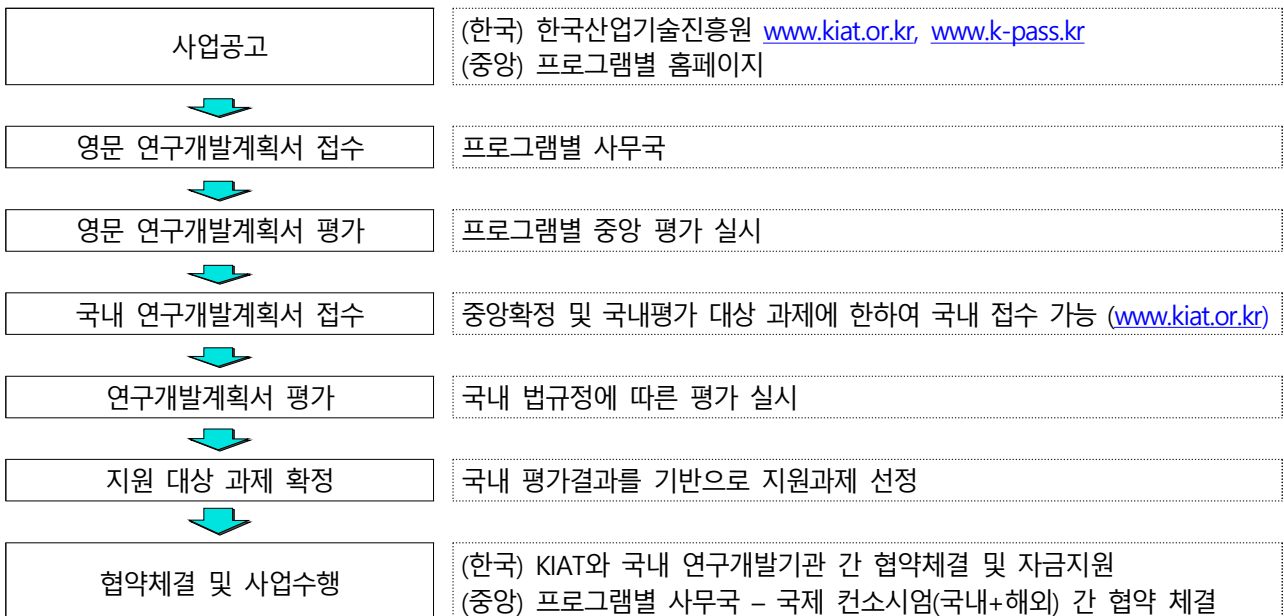 사업공고
(한국) 한국산업기술진흥원 www.kiat.or.kr, www.k-pass.kr
(중앙) 프로그램별 홈페이지
영문 연구개발계획서 접수
프로그램별 사무국
영문 연구개발계획서 평가
프로그램별 중앙 평가 실시
국내 연구개발계획서 접수
중앙확정 및 국내평가 대상 과제에 한하여 국내 접수 가능 (www.kiat.or.kr)
연구개발계획서 평가
국내 법규정에 따른 평가 실시
지원 대상 과제 확정
국내 평가결과를 기반으로 지원과제 선정
협약체결 및 사업수행
(한국) KIAT와 국내 연구개발기관 간 협약체결 및 자금지원
(중앙) 프로그램별 사무국 – 국제 컨소시엄(국내+해외) 간 협약 체결